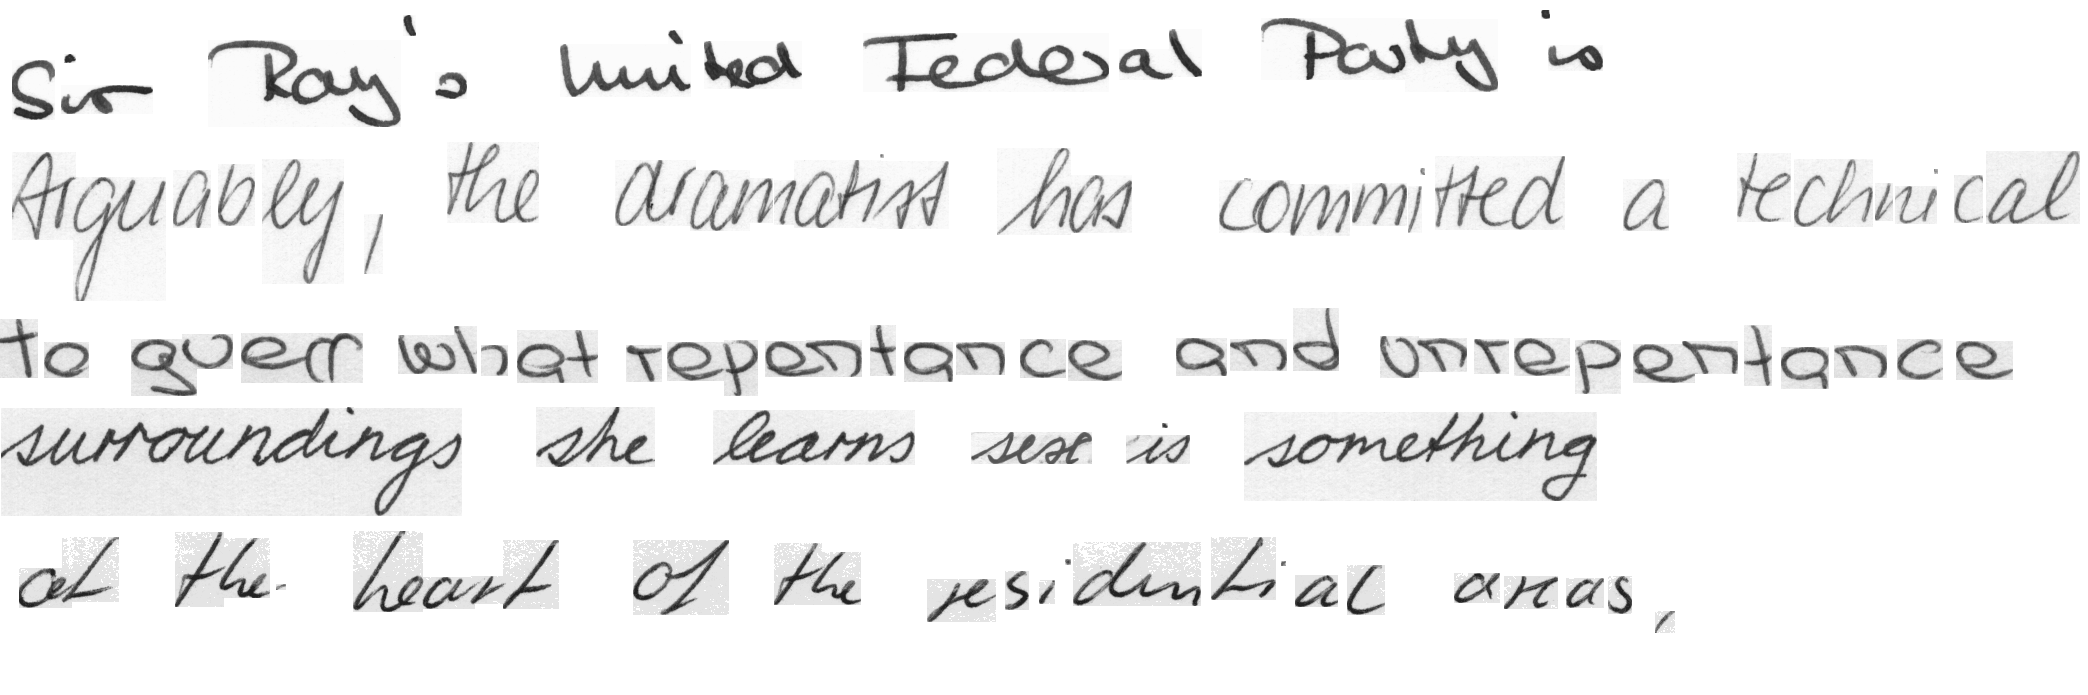 Sir Roy's United Federal Party is
Arguably, the dramatist has committed a technical
to guess what repentance and unrepentance
surroundings she learns sex is something
at the heart of the residential areas,